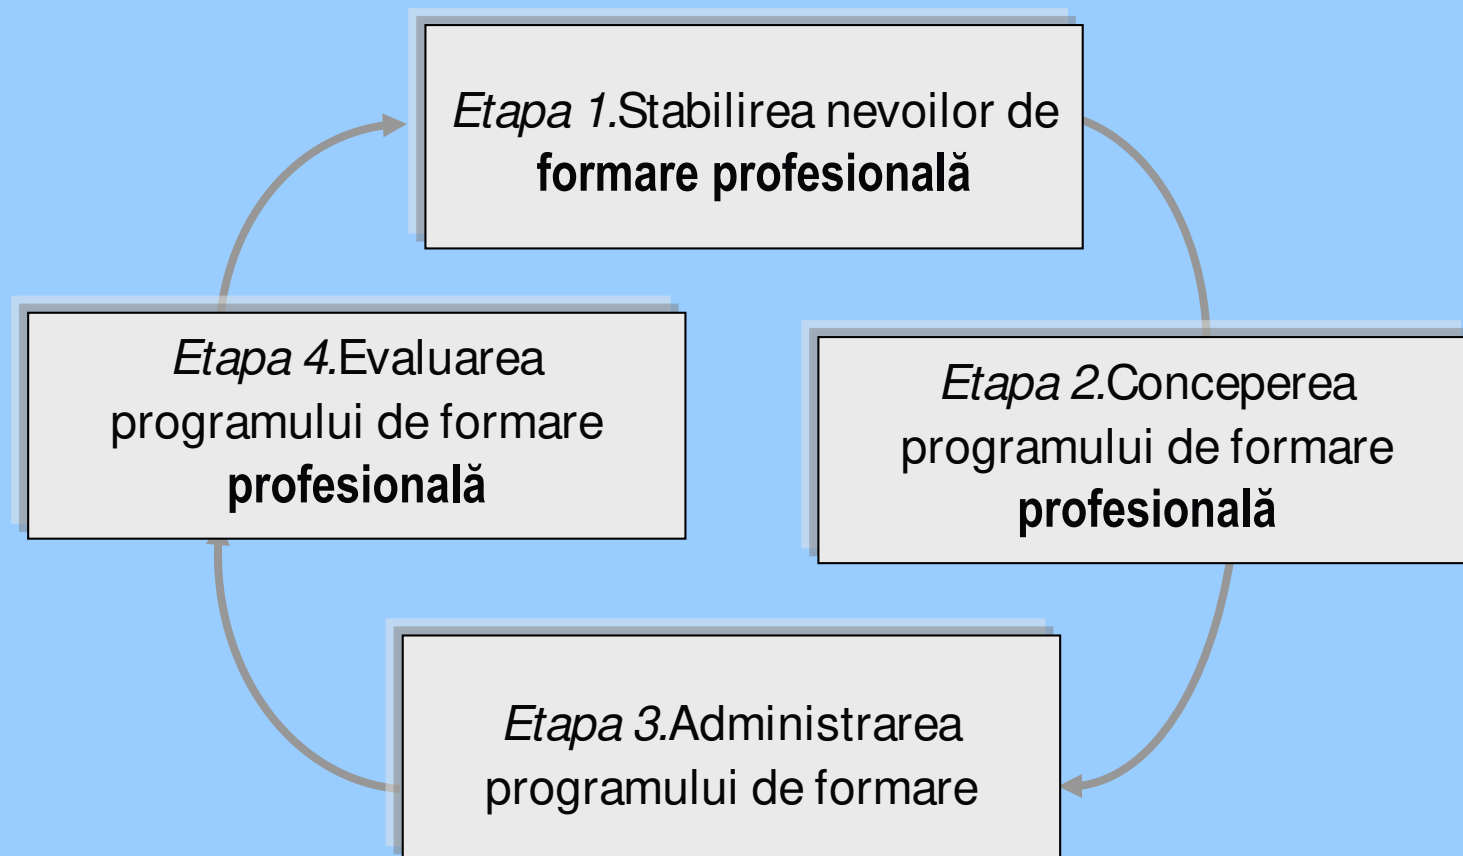 Etapa 1.Stabilirea nevoilor de
formare profesională
Etapa 2.Conceperea
programului de formare
profesională
Etapa 3.Administrarea
programului de formare
Etapa 4.Evaluarea
programului de formare
profesională